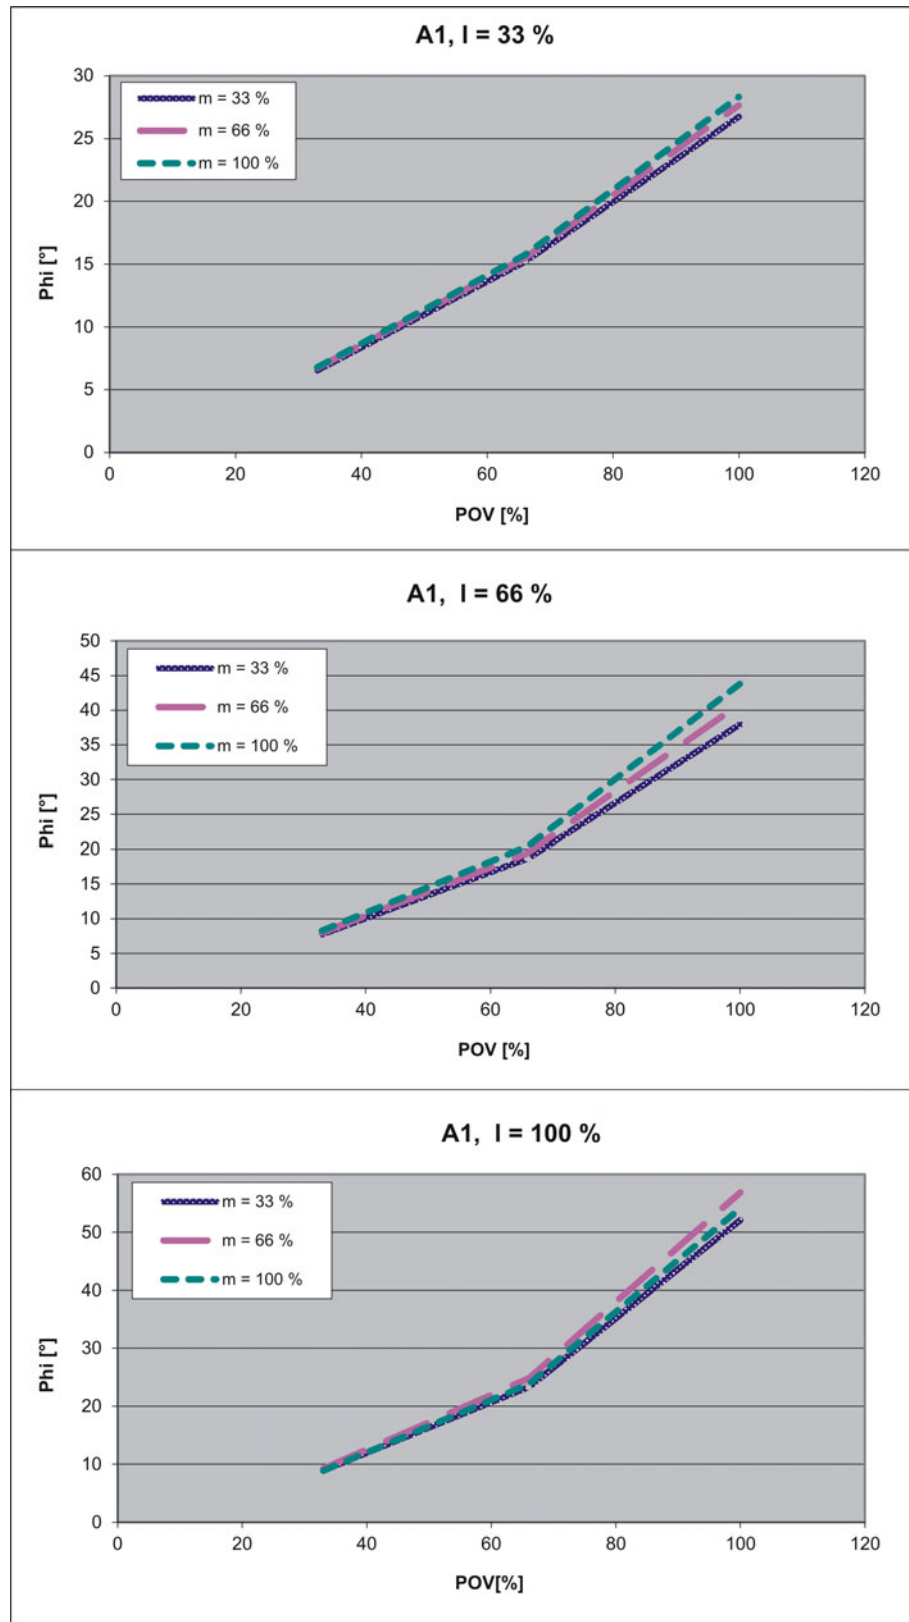 A1, l = 33 %
30
25
20
15
10
5
0
m = 33 %
m = 66 %
m = 100 %
Phi [°]
0 20 40 60 80 100 120
POV [%]
A1, l = 66 %
50
45
40
35
30
25
20
15
10
5
0
m = 33 %
m = 66 %
m = 100 %
Phi [°]
0 20 40 60 80 100 120
POV [%]
A1, l = 100 %
60
50
40
30
20
10
0
m = 33 %
m = 66 %
m = 100 %
Phi [°]
0 20 40 60 80 100 120
POV[%]